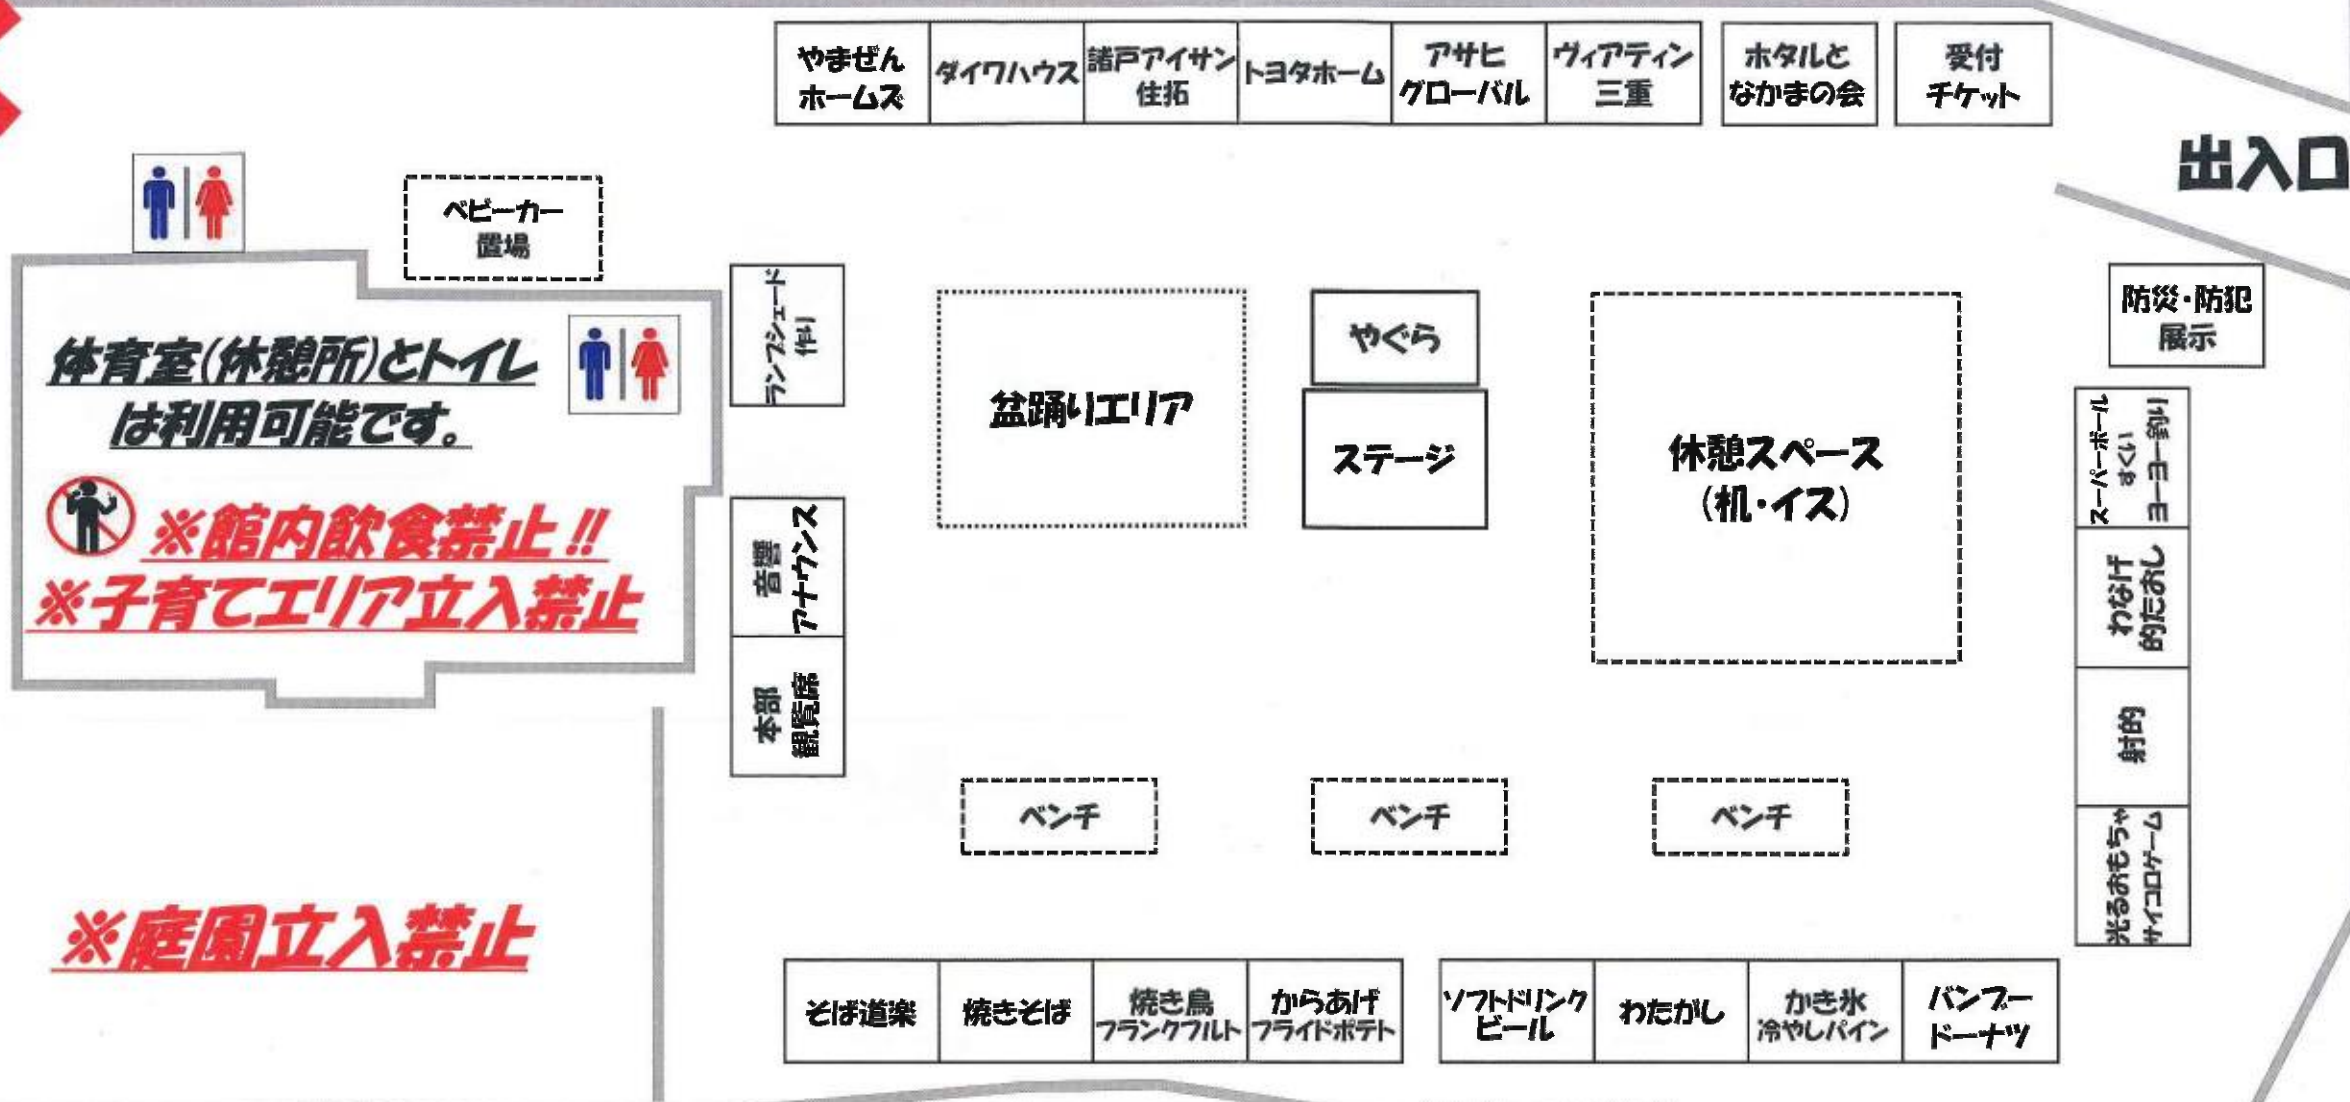 やまぜん
ホームズ
ダイワハウス
諸戸アイサン
住拓
トヨタホーム
アサヒ
グローバル
ヴィアティン
三重
ホタルと
なかまの会
受付
チケット
出入口
ベビーカー
置場
体育室(休憩所)とトイレ
は利用可能です。
※館内飲食禁止!!
※子育てエリア立入禁止
※庭園立入禁止
ランプシェード
作り
音響
アナウンス
本部
観覧席
盆踊りエリア
やぐら
ステージ
休憩スペース
(机・イス)
防災・防犯
展示
スーパーボール
すくい
ヨーヨー釣り
わなげ
的たおし
射的
光るおもちゃ
サイコロゲーム
ベンチ
ベンチ
ベンチ
そば道楽
焼きそば
焼き鳥
フランクフルト
からあげ
フライドポテト
ソフトドリンク
ビール
わたがし
かき氷
冷やしパイン
バンブー
ドーナツ